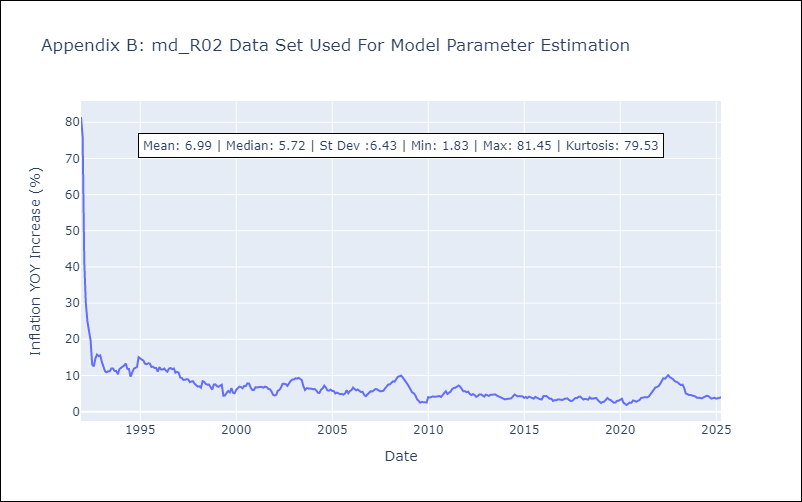 Appendix B: md_R02 Data Set Used For Model Parameter Estimation
80
Mean: 6.99 | Median: 5.72 | St Dev :6.43 | Min: 1.83 | Max: 81.45 | Kurtosis: 79.53
70
60
50
40
30
20
10
0
Inflation YOY Increase (%)
1995 2000 2005 2010 2015 2020 2025
Date